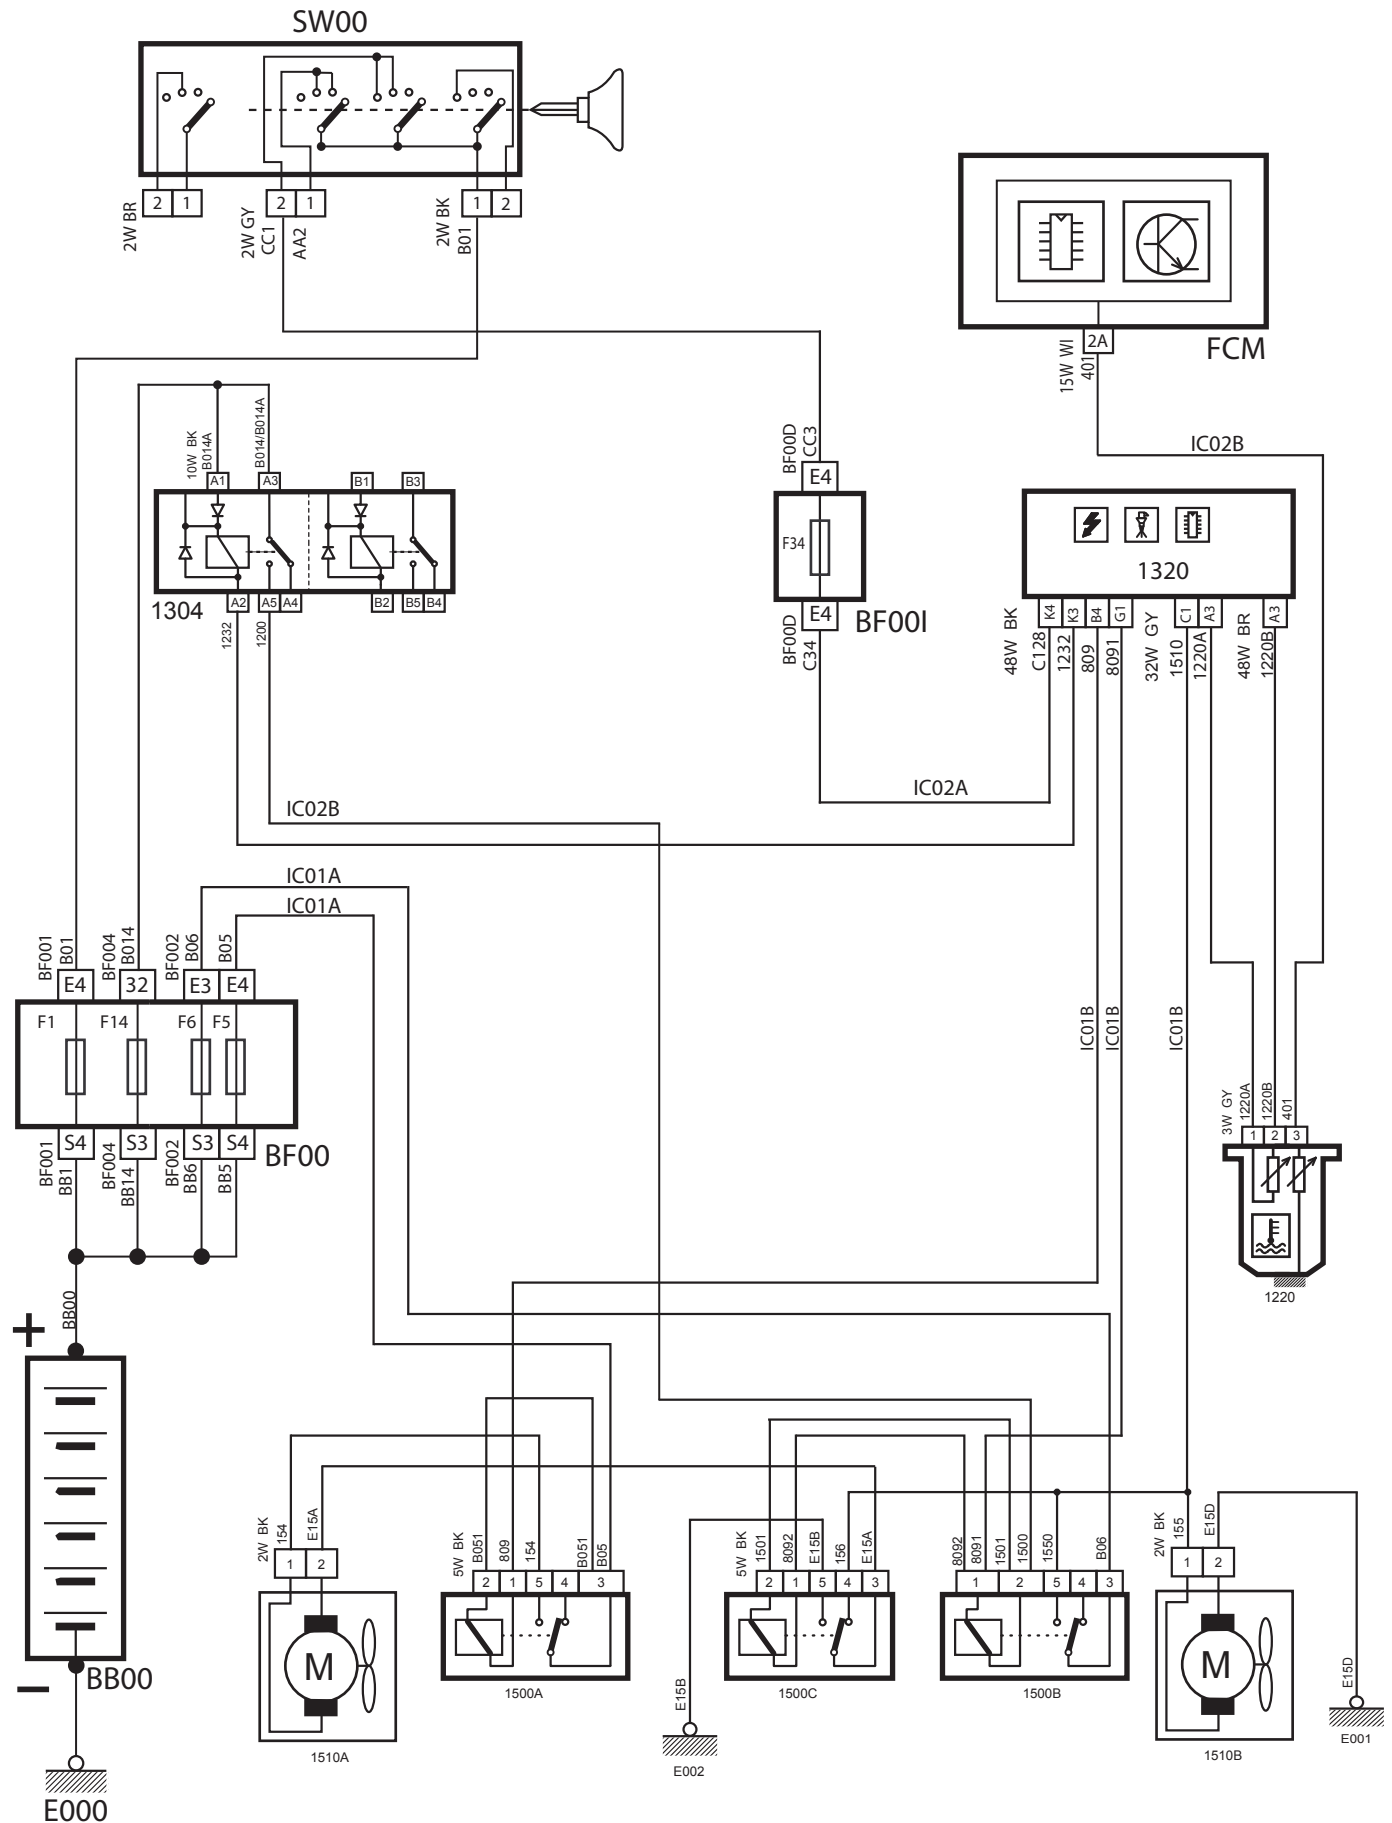 SW00
2 1
2 1
1 2
2W BR
2W GY
CC1
AA2
2W BK
B01
FCM
2A
15W WI
401
IC02B
10W BK
B014A
B014/B014A
A1 A3 B1 B3
1304
A2 A5 A4 B2 B5 B4
1232
1200
BF00D
CC3
E4
F34
E4
BF00I
BF00D
C34
1320
K4 K3 B4 G1 C1 A3 A3
48W BK
C128
1232
809
8091
32W GY
1510
1220A
48W BR
1220B
IC02A
IC02B
IC01A
IC01A
BF001
B01
BF004
B014
BF002
B06
B05
E4 32 E3 E4
F1 F14 F6 F5
S4 S3 S3 S4
BF00
BF001
BB1
BF004
BB14
BF002
BB6
BB5
IC01B
IC01B
IC01B
3W GY
1220A
1220B
401
1 2 3
1220
BB00
+
−
BB00
E000
2W BK
154
E15A
1 2
M
1510A
5W BK
B051
809
154
B051
B05
2 1 5 4 3
1500A
E15B
E002
5W BK
1501
8092
E15B
156
E15A
2 1 5 4 3
1500C
8092
8091
1501
1500
1550
B06
1 2 5 4 3
1500B
2W BK
155
E15D
1 2
M
1510B
E15D
E001